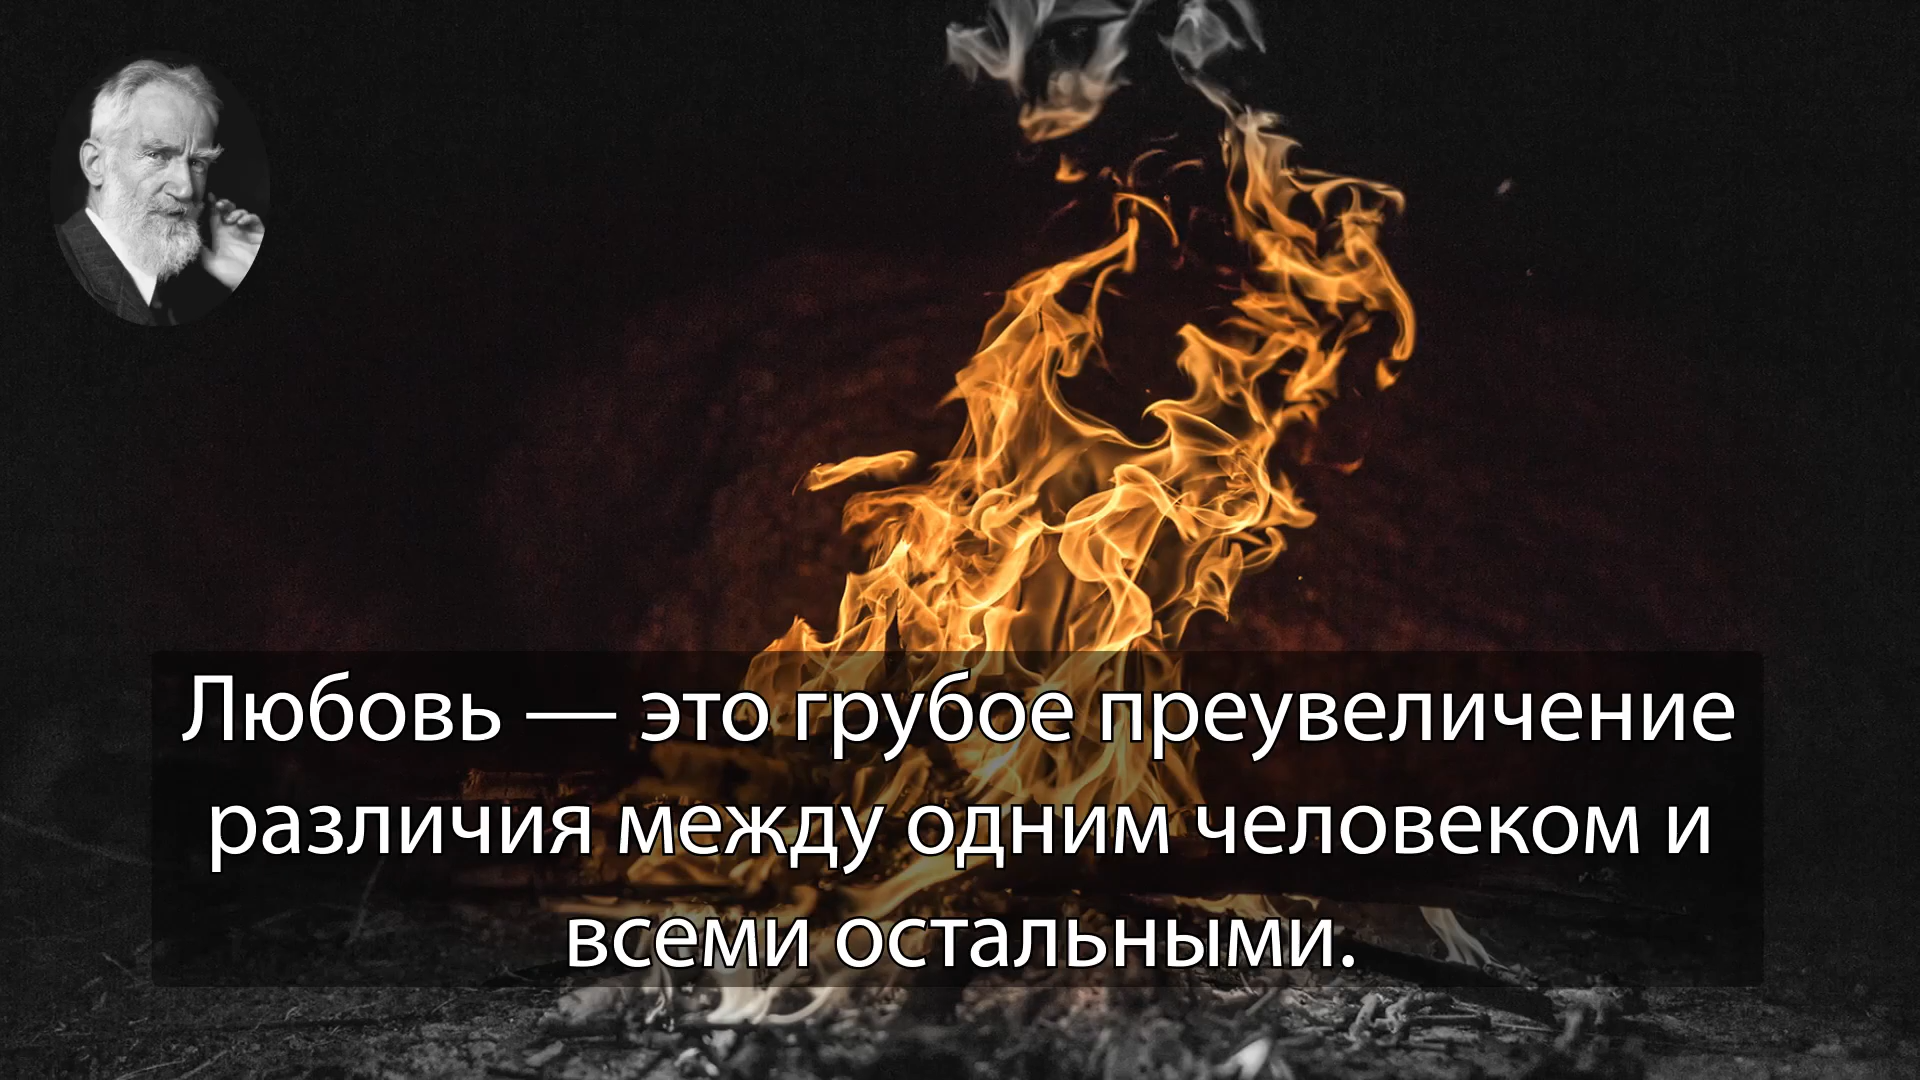 Любовь — это грубое преувеличение
различия между одним человеком и
всеми остальными.